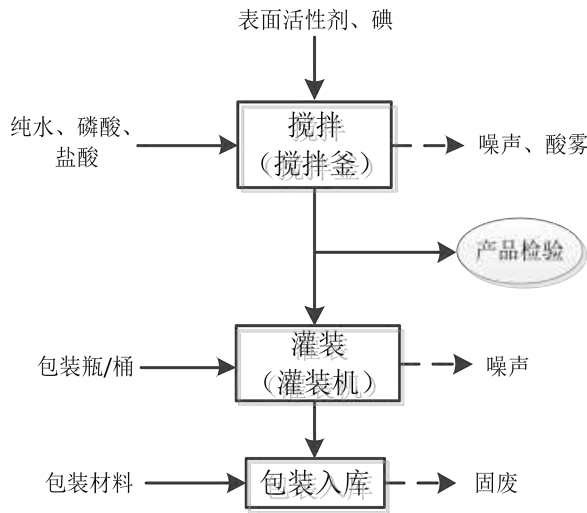 表面活性剂、碘
纯水、磷酸、
盐酸
搅拌
（搅拌釜）
噪声、酸雾
产品检验
包装瓶/桶
灌装
（灌装机）
噪声
包装材料
包装入库
固废